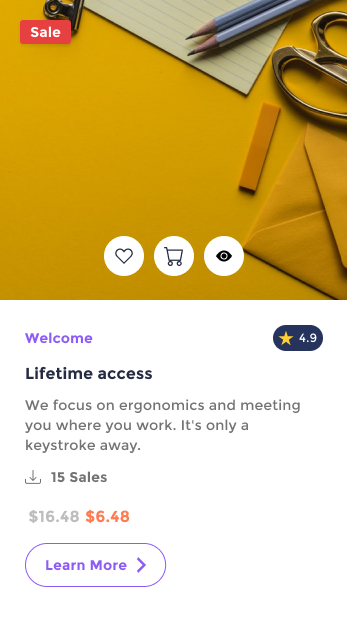 Sale
Welcome
4.9
Lifetime access
We focus on ergonomics and meeting
you where you work. It's only a
keystroke away.
15 Sales
$16.48 $6.48
Learn More